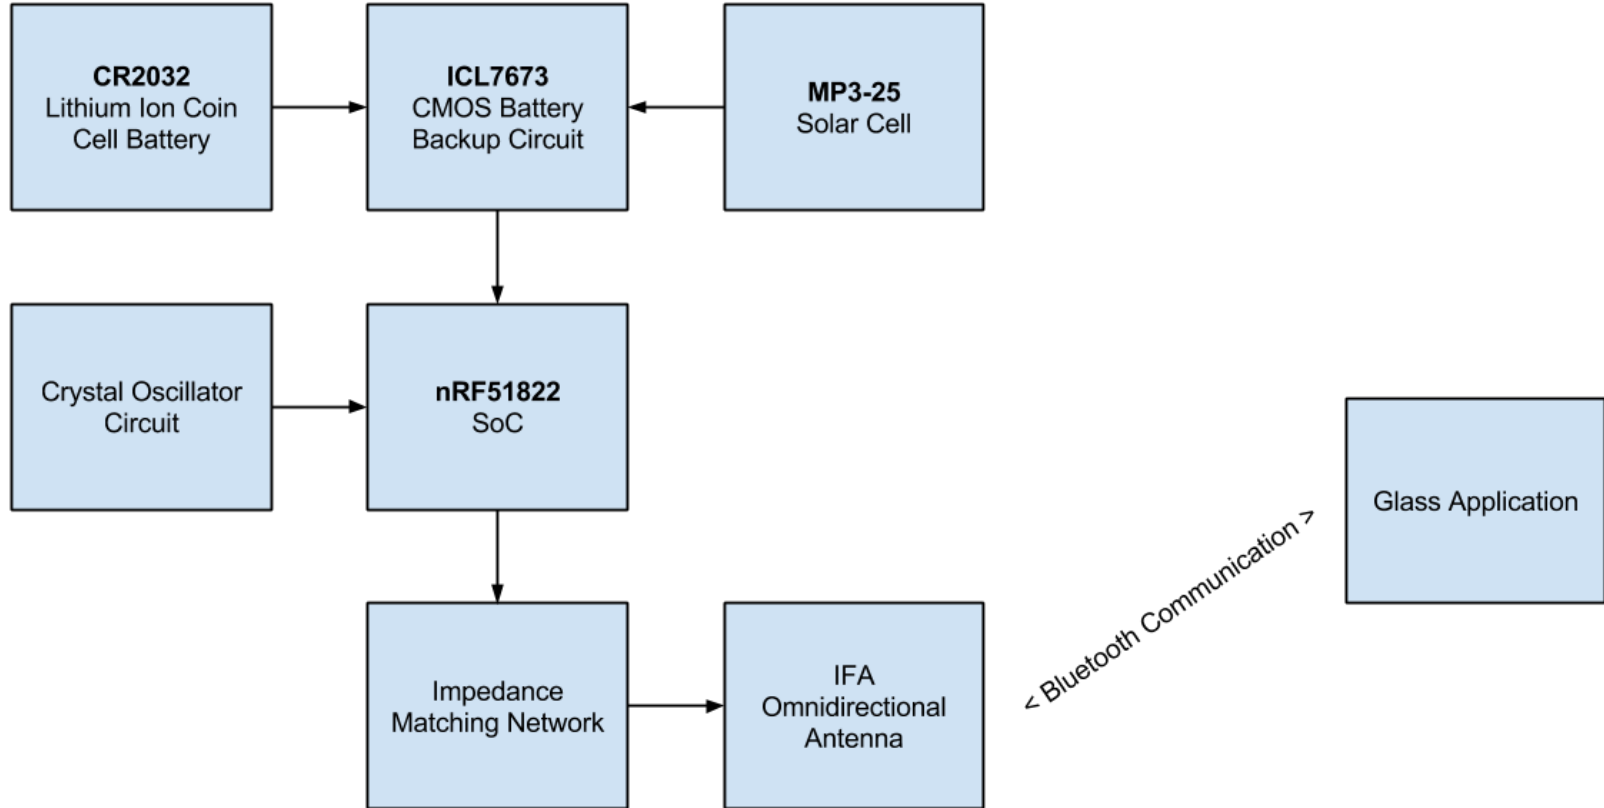 CR2032
Lithium Ion Coin
Cell Battery
ICL7673
CMOS Battery
Backup Circuit
MP3-25
Solar Cell
Crystal Oscillator
Circuit
nRF51822
SoC
Glass Application
< Bluetooth Communication >
Impedance
Matching Network
IFA
Omnidirectional
Antenna